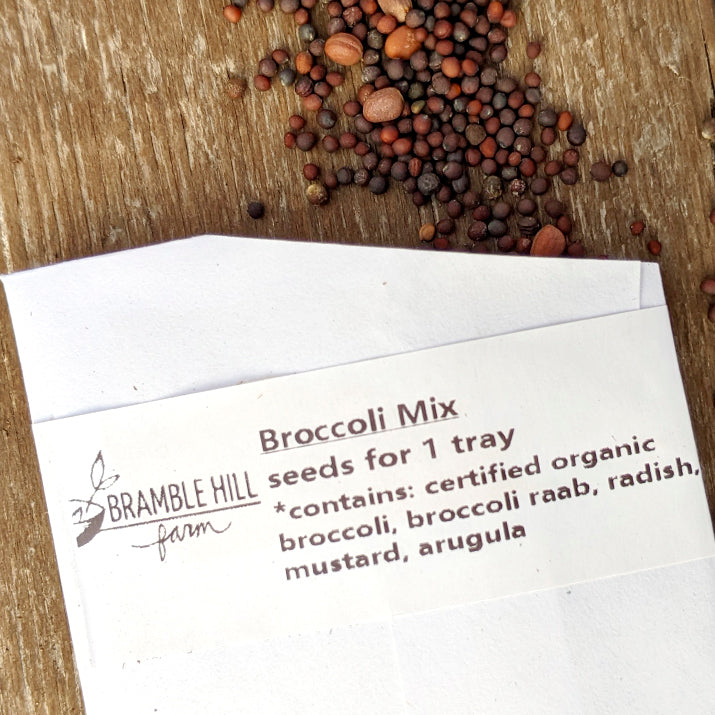 Broccoli Mix
seeds for 1 tray
*contains: certified organic
broccoli, broccoli raab, radish,
mustard, arugula
BRAMBLE HILL
farm